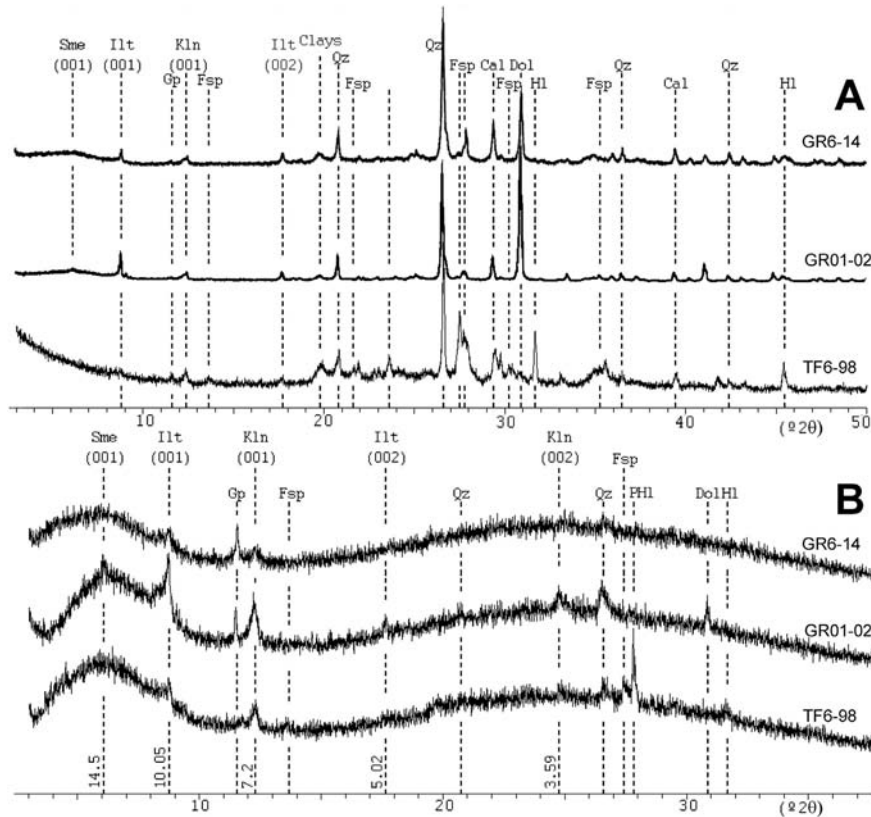 Sme Ilt Kln Ilt Clays Qz Cal Dol Qz Qz
(001) (001) (001) (002) Qz Fsp Hl Fsp Cal Hl
Gp Fsp Fsp Fsp
A
GR6-14
GR01-02
TF6-98
10 20 30 40 50
(º2θ)
Sme Ilt Kln Ilt Kln Fsp
(001) (001) (001) (002) (002)
Gp Fsp Qz Qz PHl Dol Hl
B
GR6-14
GR01-02
TF6-98
14.5 10.05 7.2 5.02 3.59
10 20 30 (º2θ)